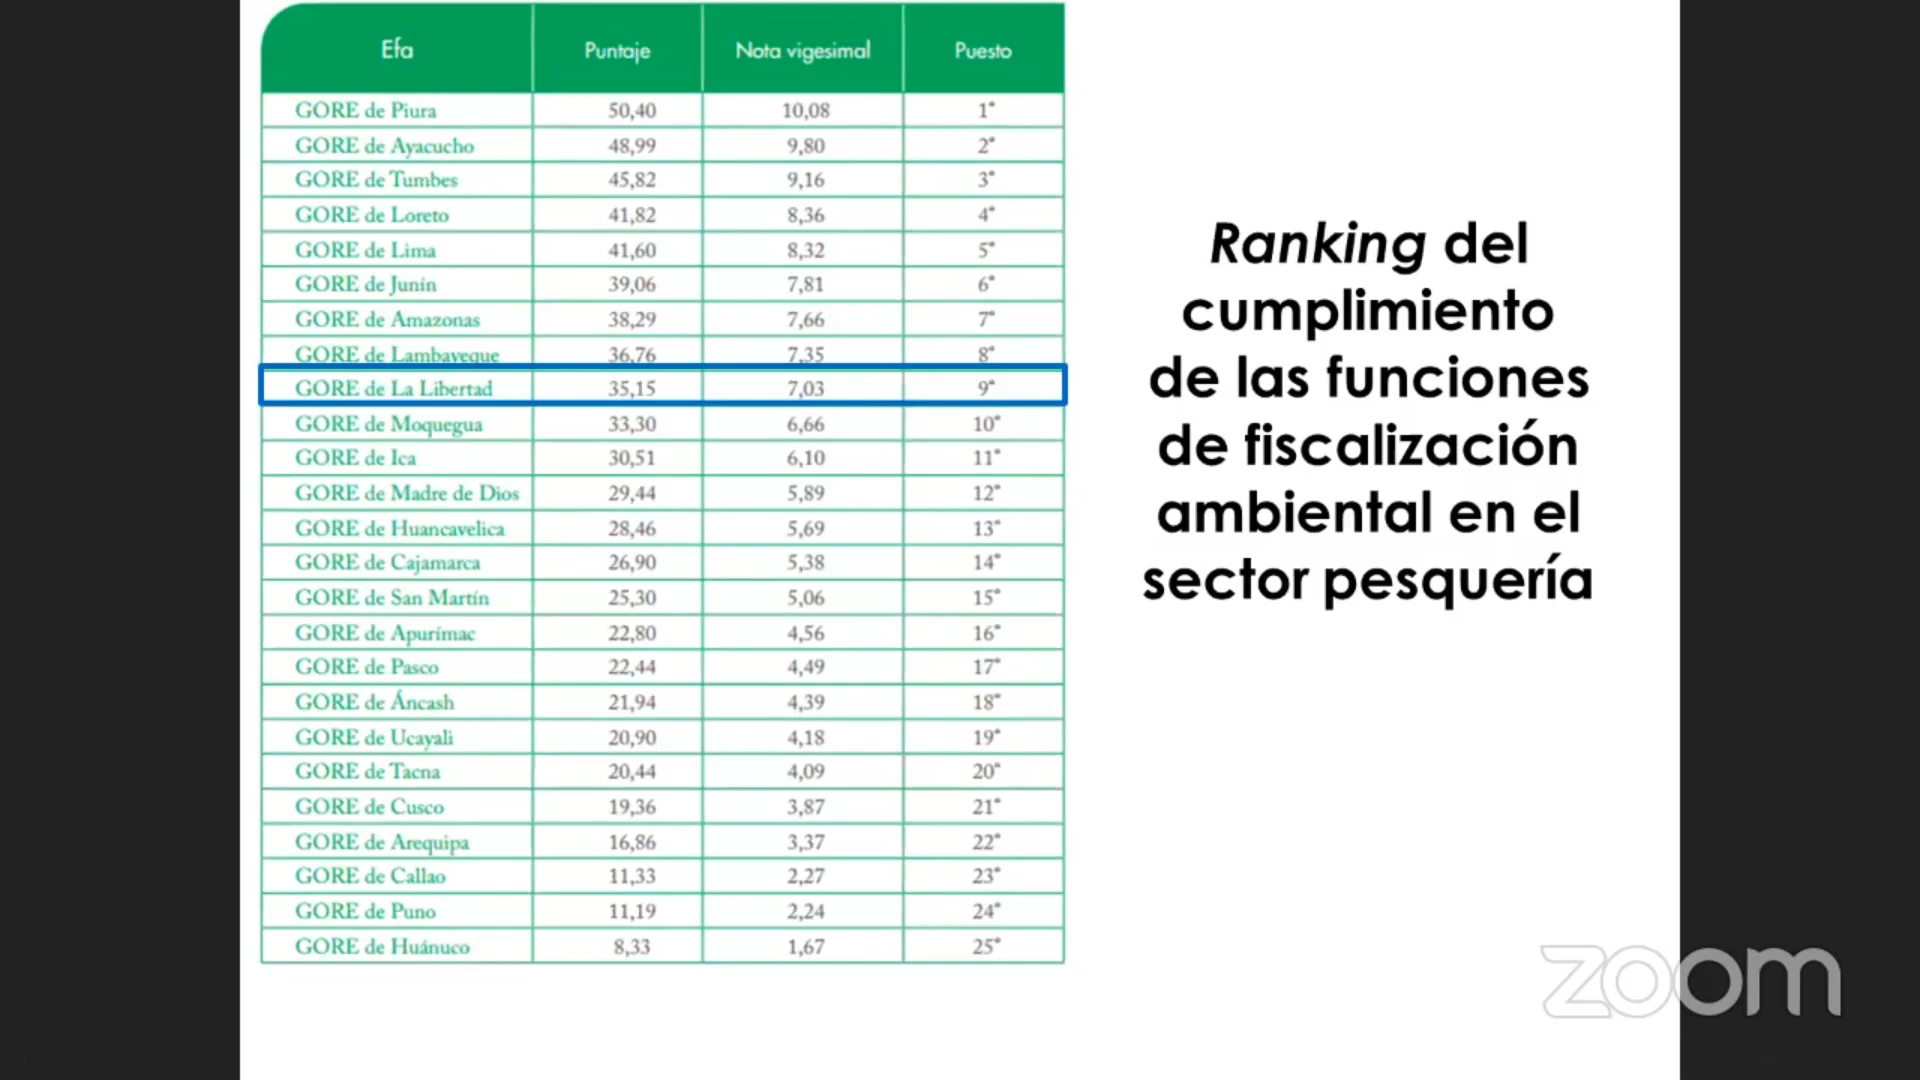 Efa Puntaje Nota vigesimal Puesto
GORE de Piura 50,40 10,08 1°
GORE de Ayacucho 48,99 9,80 2°
GORE de Tumbes 45,82 9,16 3°
GORE de Loreto 41,82 8,36 4°
GORE de Lima 41,60 8,32 5°
GORE de Junín 39,06 7,81 6°
GORE de Amazonas 38,29 7,66 7°
GORE de Lambayeque 36,76 7,35 8°
GORE de La Libertad 35,15 7,03 9°
GORE de Moquegua 33,30 6,66 10°
GORE de Ica 30,51 6,10 11°
GORE de Madre de Dios 29,44 5,89 12°
GORE de Huancavelica 28,46 5,69 13°
GORE de Cajamarca 26,90 5,38 14°
GORE de San Martín 25,30 5,06 15°
GORE de Apurímac 22,80 4,56 16°
GORE de Pasco 22,44 4,49 17°
GORE de Áncash 21,94 4,39 18°
GORE de Ucayali 20,90 4,18 19°
GORE de Tacna 20,44 4,09 20°
GORE de Cusco 19,36 3,87 21°
GORE de Arequipa 16,86 3,37 22°
GORE de Callao 11,33 2,27 23°
GORE de Puno 11,19 2,24 24°
GORE de Huánuco 8,33 1,67 25°
Ranking del
cumplimiento
de las funciones
de fiscalización
ambiental en el
sector pesquería
zoom